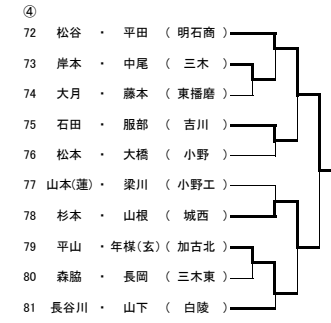 ④
72 松谷 ・ 平田 ( 明石商 )
73 岸本 ・ 中尾 ( 三木 )
74 大月 ・ 藤本 ( 東播磨 )
75 石田 ・ 服部 ( 吉川 )
76 松本 ・ 大橋 ( 小野 )
77 山本(蓮) ・ 梁川 ( 小野工 )
78 杉本 ・ 山根 ( 城西 )
79 平山 ・ 年楳(玄) ( 加古北 )
80 森脇 ・ 長岡 ( 三木東 )
81 長谷川 ・ 山下 ( 白陵 )